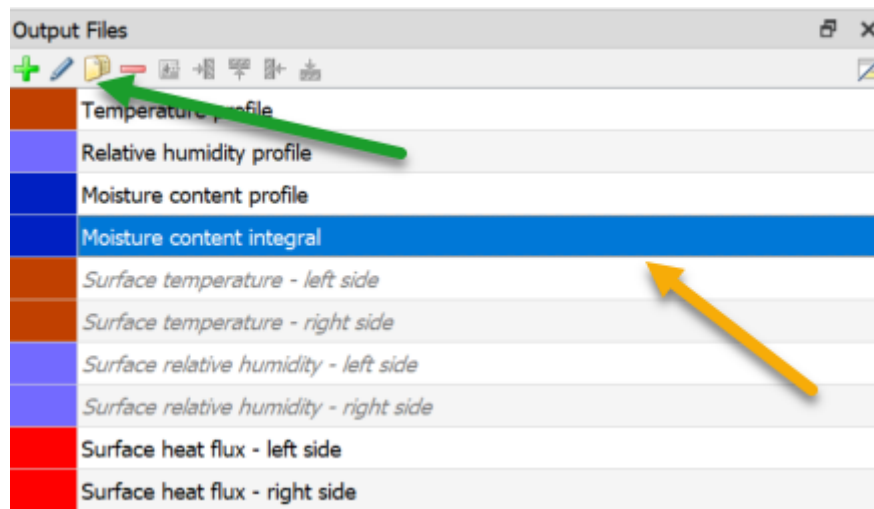 Output Files
Temperature profile
Relative humidity profile
Moisture content profile
Moisture content integral
Surface temperature - left side
Surface temperature - right side
Surface relative humidity - left side
Surface relative humidity - right side
Surface heat flux - left side
Surface heat flux - right side